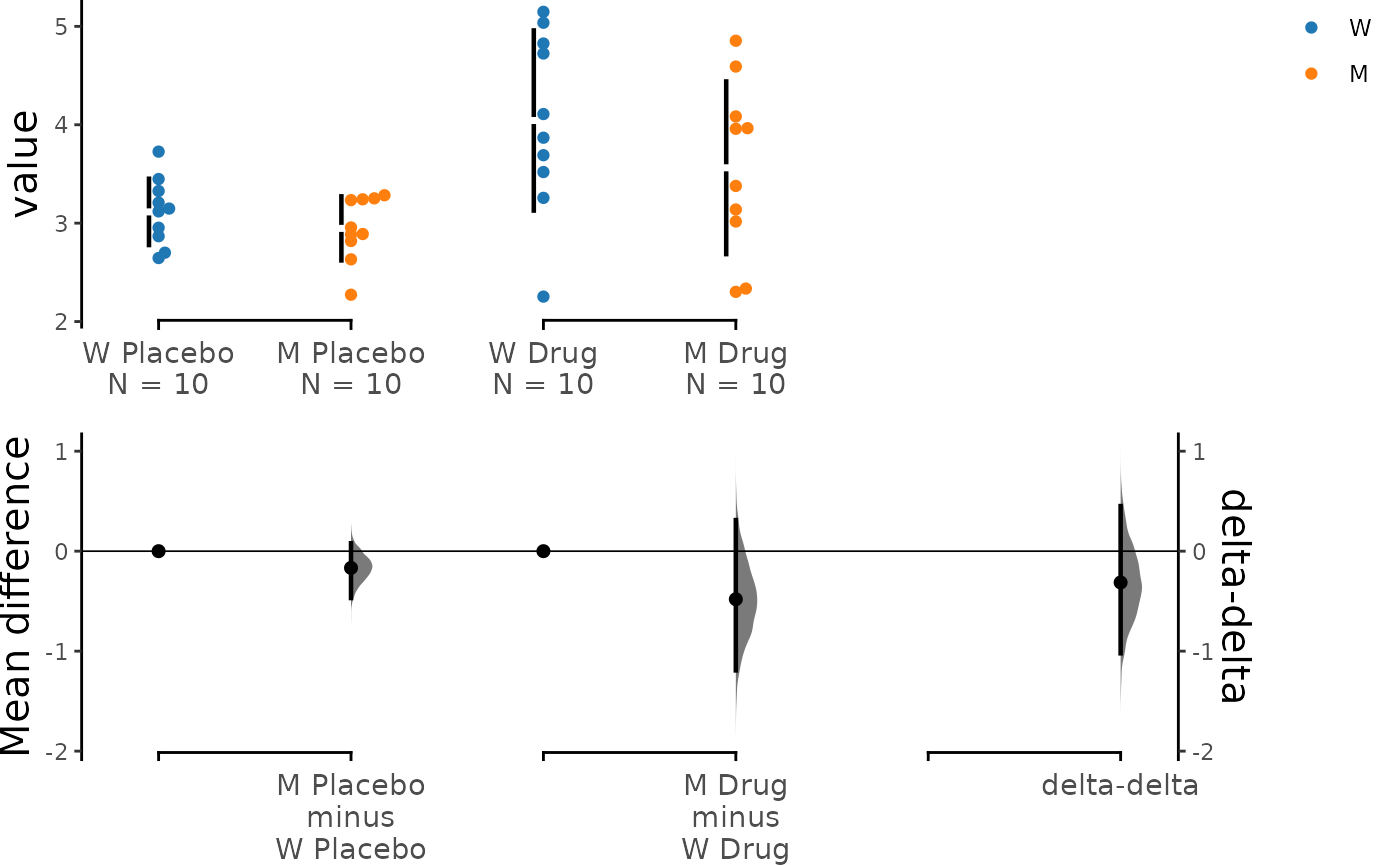 W
M
value
5
4
3
2
W Placebo
N = 10
M Placebo
N = 10
W Drug
N = 10
M Drug
N = 10
Mean difference
1
0
-1
-2
1
0
-1
-2
delta-delta
M Placebo
minus
W Placebo
M Drug
minus
W Drug
delta-delta